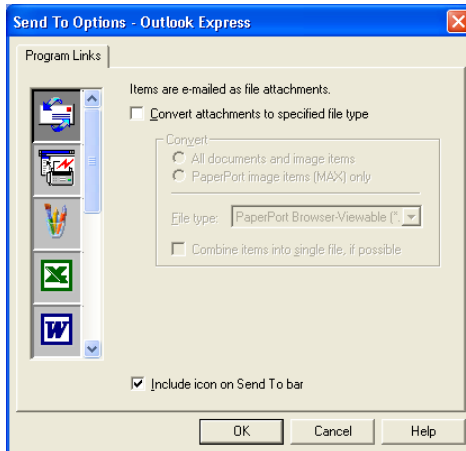 Send To Options - Outlook Express
Program Links
Items are e-mailed as file attachments.
Convert attachments to specified file type
Convert
All documents and image items
PaperPort image items (MAX) only
File type: PaperPort Browser-Viewable (*.
Combine items into single file, if possible
Include icon on Send To bar
OK Cancel Help